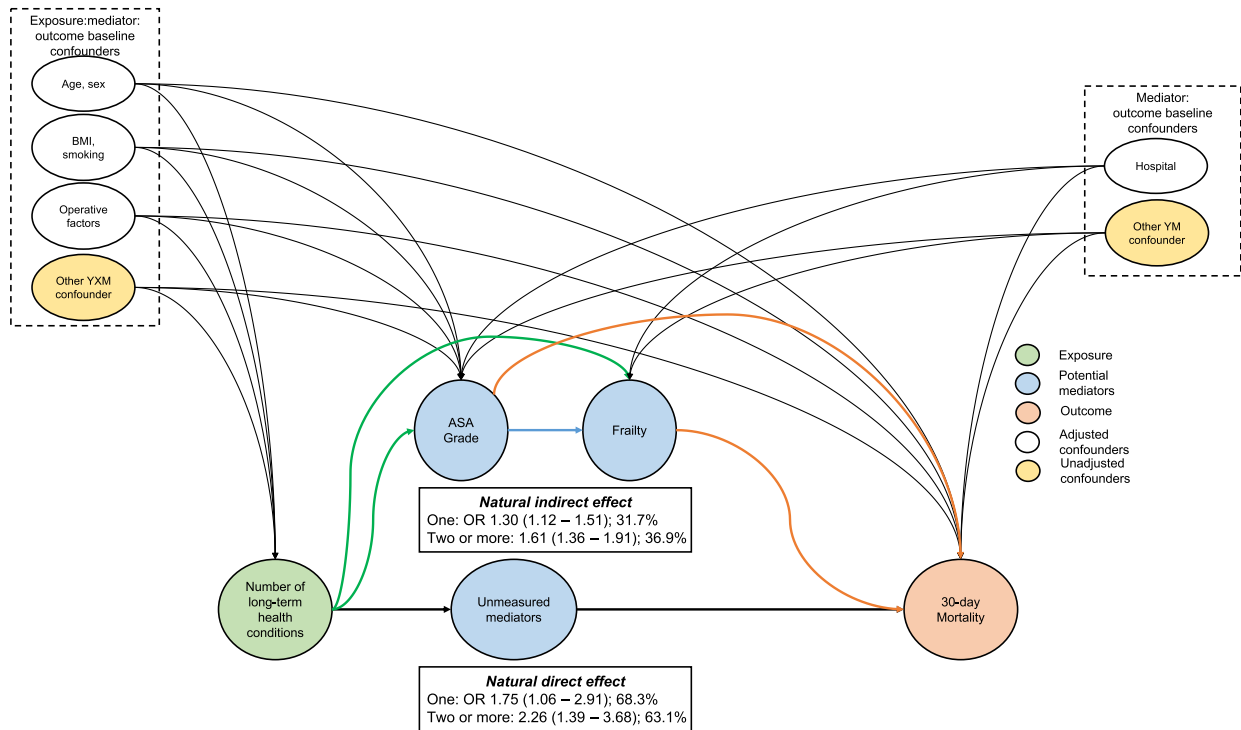 Exposure:mediator:
outcome baseline
confounders
Age, sex
BMI,
smoking
Operative
factors
Other YXM
confounder
Mediator:
outcome baseline
confounders
Hospital
Other YM
confounder
Exposure
Potential
mediators
Outcome
Adjusted
confounders
Unadjusted
confounders
ASA
Grade
Frailty
Natural indirect effect
One: OR 1.30 (1.12 – 1.51); 31.7%
Two or more: 1.61 (1.36 – 1.91); 36.9%
Number of
long-term
health
conditions
Unmeasured
mediators
30-day
Mortality
Natural direct effect
One: OR 1.75 (1.06 – 2.91); 68.3%
Two or more: 2.26 (1.39 – 3.68); 63.1%